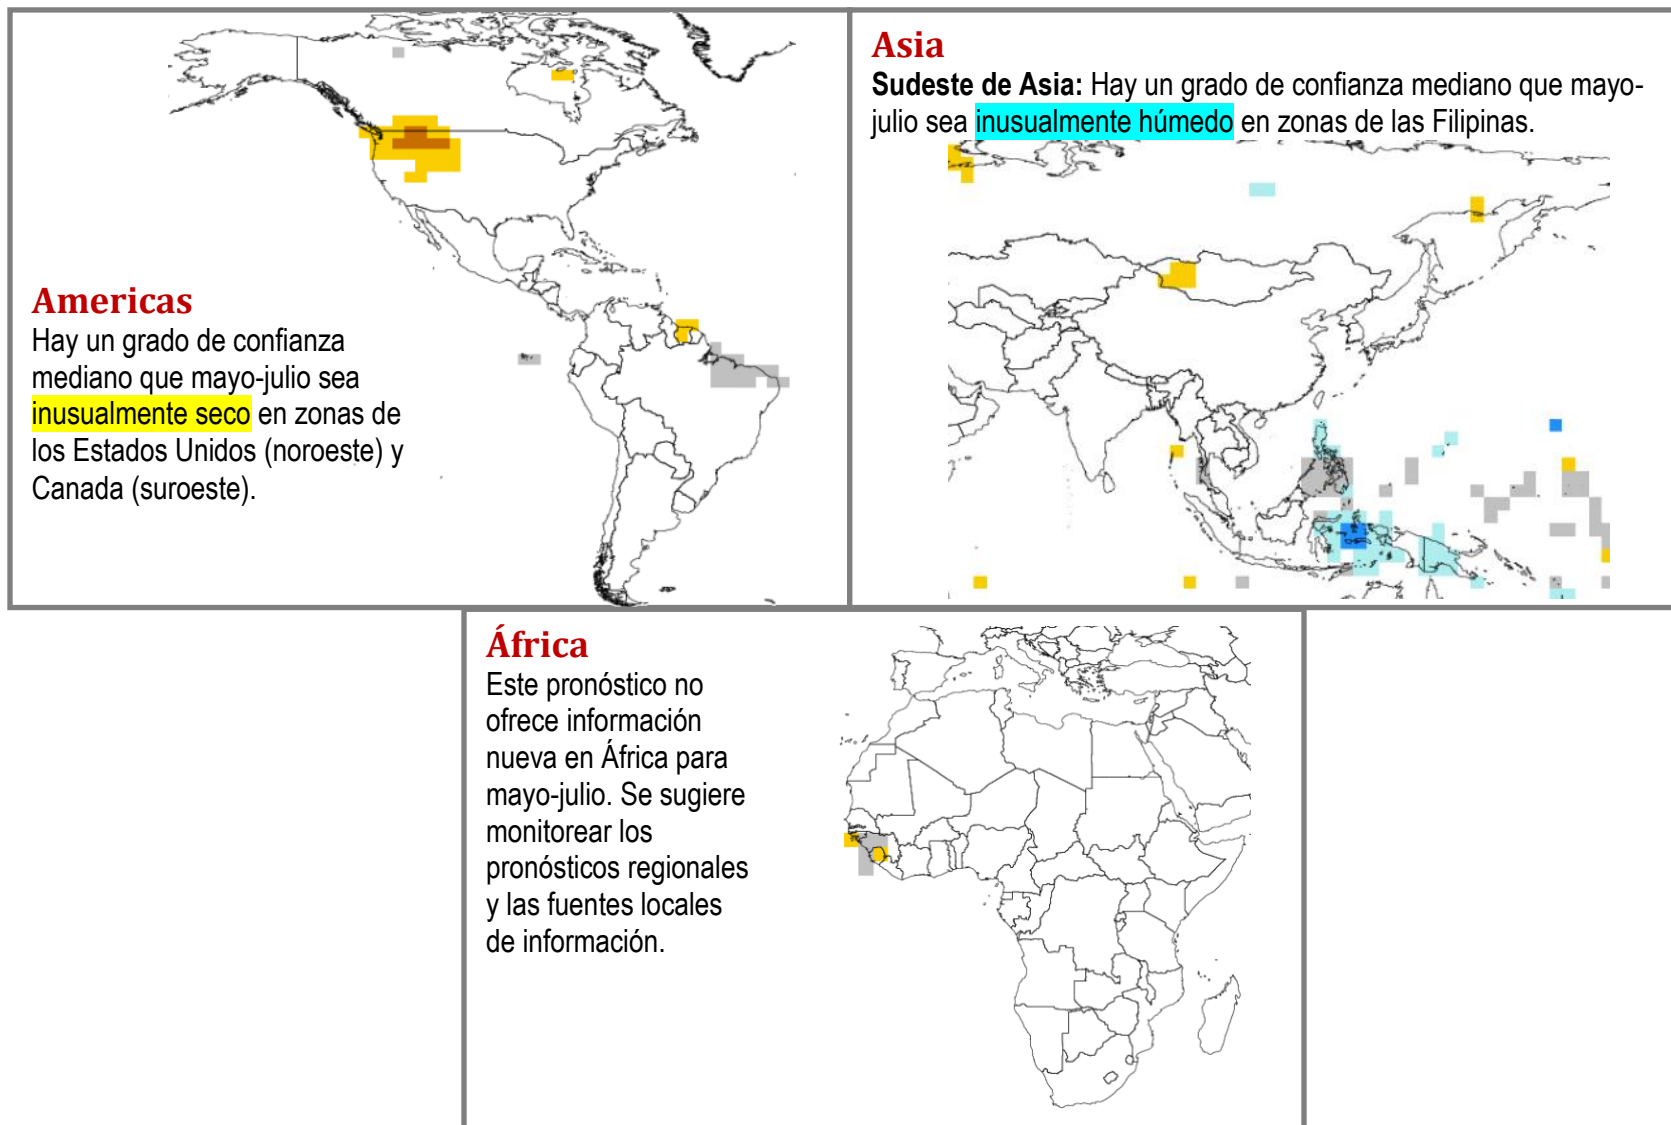 Americas
Hay un grado de confianza
mediano que mayo-julio sea
inusualmente seco en zonas de
los Estados Unidos (noroeste) y
Canada (suroeste).
Asia
Sudeste de Asia: Hay un grado de confianza mediano que mayo-
julio sea inusualmente húmedo en zonas de las Filipinas.
África
Este pronóstico no
ofrece información
nueva en África para
mayo-julio. Se sugiere
monitorear los
pronósticos regionales
y las fuentes locales
de información.